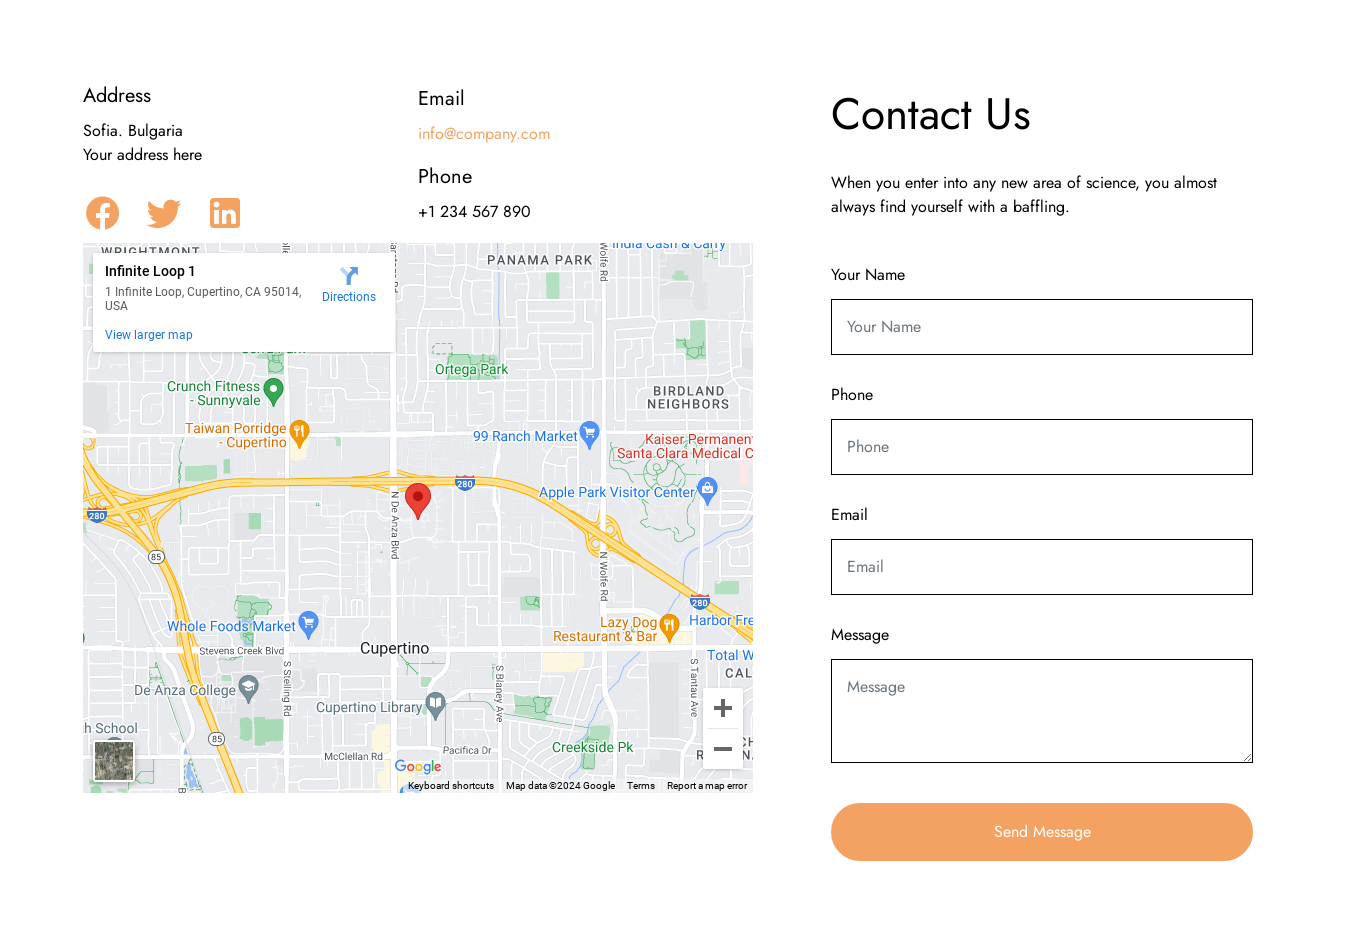 Address
Sofia. Bulgaria
Your address here
Email
info@company.com
Phone
+1 234 567 890
WRIGHTMONT
India Cash & Carry
PANAMA PARK
N Wolfe Rd
Infinite Loop 1
1 Infinite Loop, Cupertino, CA 95014,
USA
Directions
View larger map
Ortega Park
Crunch Fitness
- Sunnyvale
BIRDLAND
NEIGHBORS
Taiwan Porridge
- Cupertino
99 Ranch Market
Kaiser Permanent
Santa Clara Medical C
280
Apple Park Visitor Center
280
N De Anza Blvd
85
N Wolfe Rd
280
Whole Foods Market
Lazy Dog
Restaurant & Bar
Harbor Fre
Stevens Creek Blvd
Cupertino
Total W
S Stelling Rd
S Blaney Ave
S Tantau Ave
CAL
De Anza College
Cupertino Library
h School
85
McClellan Rd
Pacifica Dr
Creekside Pk
Google
Keyboard shortcuts
Map data ©2024 Google
Terms
Report a map error
Contact Us
When you enter into any new area of science, you almost
always find yourself with a baffling.
Your Name
Your Name
Phone
Phone
Email
Email
Message
Message
Send Message